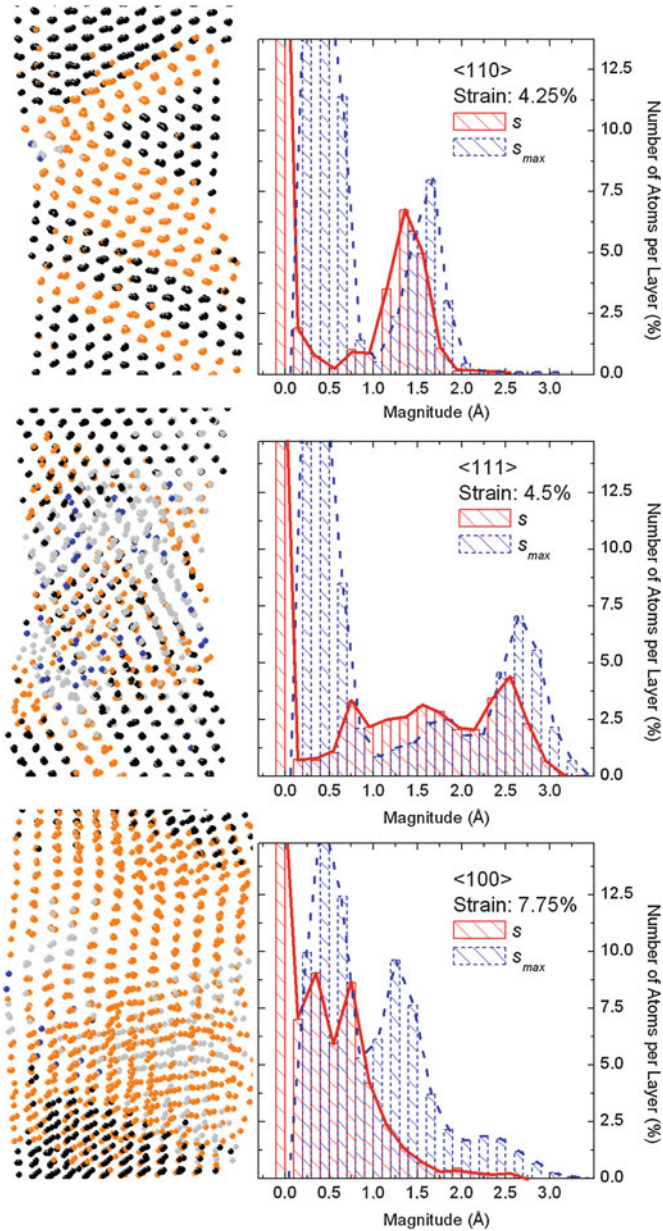 <110>
Strain: 4.25%
s
s_max
12.5
10.0
7.5
5.0
2.5
0.0
Number of Atoms per Layer (%)
0.0 0.5 1.0 1.5 2.0 2.5 3.0
Magnitude (Å)
<111>
Strain: 4.5%
s
s_max
12.5
10.0
7.5
5.0
2.5
0.0
Number of Atoms per Layer (%)
0.0 0.5 1.0 1.5 2.0 2.5 3.0
Magnitude (Å)
<100>
Strain: 7.75%
s
s_max
12.5
10.0
7.5
5.0
2.5
0.0
Number of Atoms per Layer (%)
0.0 0.5 1.0 1.5 2.0 2.5 3.0
Magnitude (Å)